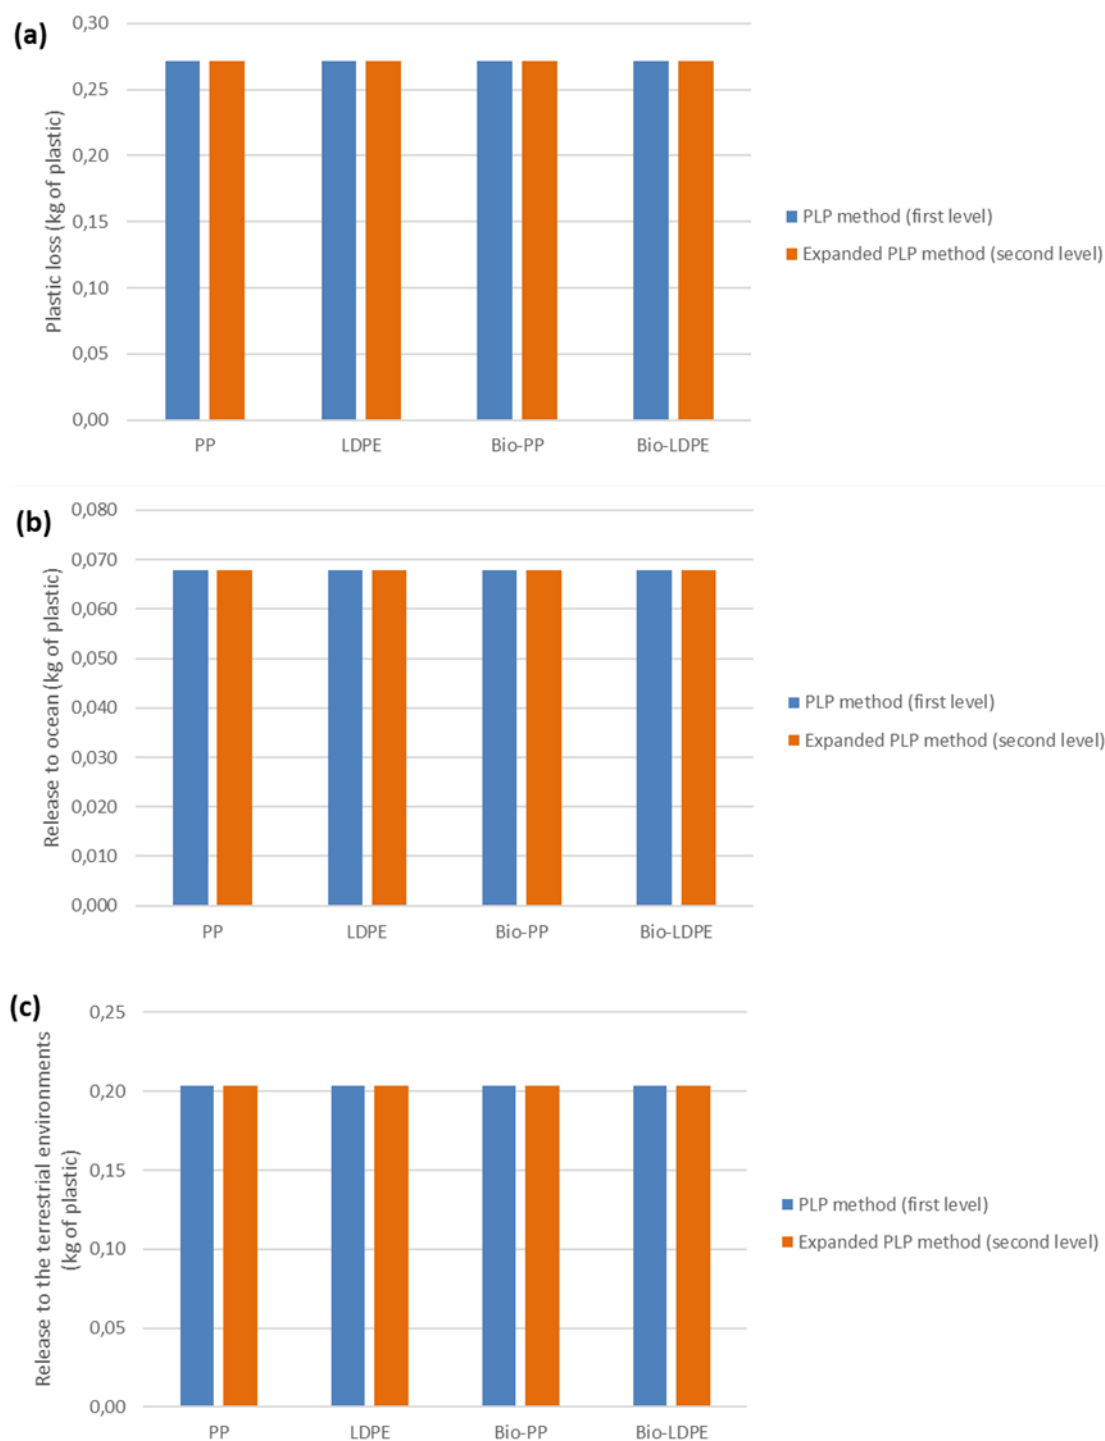 (a)
Plastic loss (kg of plastic)
0,30
0,25
0,20
0,15
0,10
0,05
0,00
PP LDPE Bio-PP Bio-LDPE
PLP method (first level)
Expanded PLP method (second level)
(b)
Release to ocean (kg of plastic)
0,080
0,070
0,060
0,050
0,040
0,030
0,020
0,010
0,000
PP LDPE Bio-PP Bio-LDPE
PLP method (first level)
Expanded PLP method (second level)
(c)
Release to the terrestrial environments
(kg of plastic)
0,25
0,20
0,15
0,10
0,05
0,00
PP LDPE Bio-PP Bio-LDPE
PLP method (first level)
Expanded PLP method (second level)